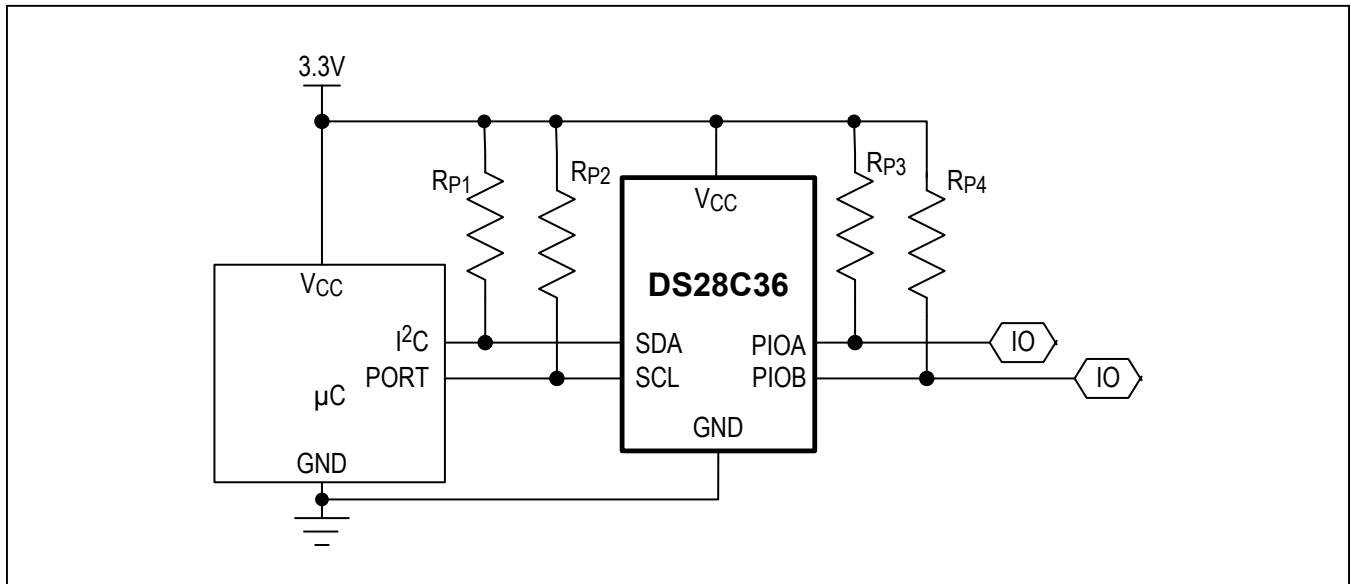 3.3V
RP1
RP2
RP3
RP4
VCC
VCC
DS28C36
I2C
PORT
µC
GND
SDA
SCL
PIOA
PIOB
GND
IO
IO